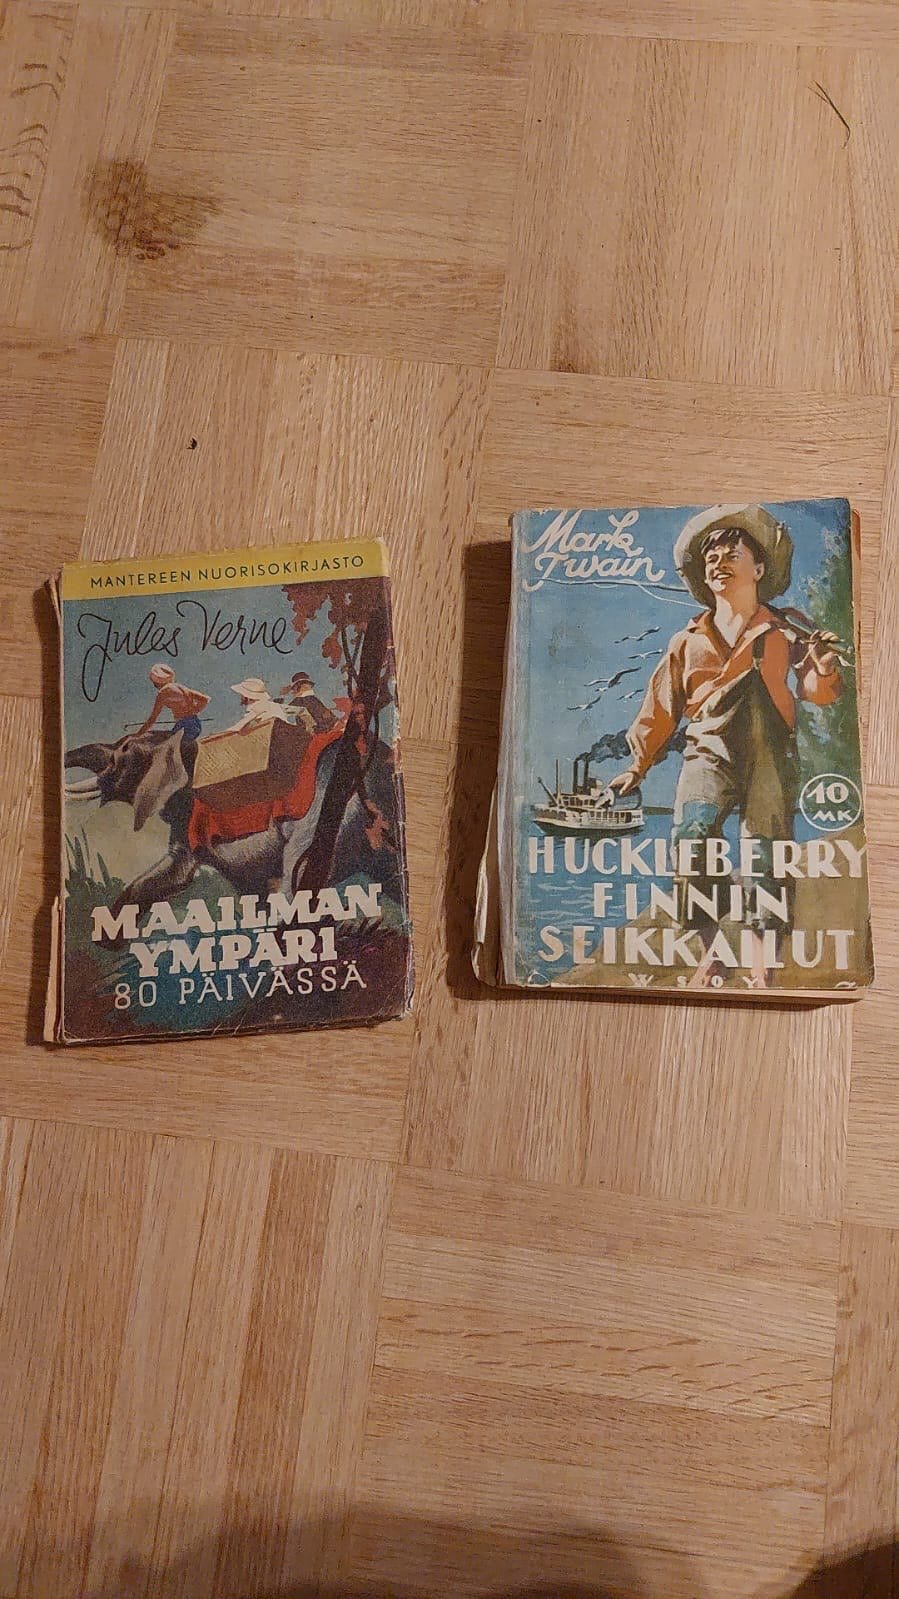 MANTEREEN NUORISOKIRJASTO
Jules Verne
MAAILMAN
YMPÄRI
80 PÄIVÄSSÄ
Mark
Twain
10
MK
HUCKLEBERRY
FINNIN
SEIKKAILUT
WSOY